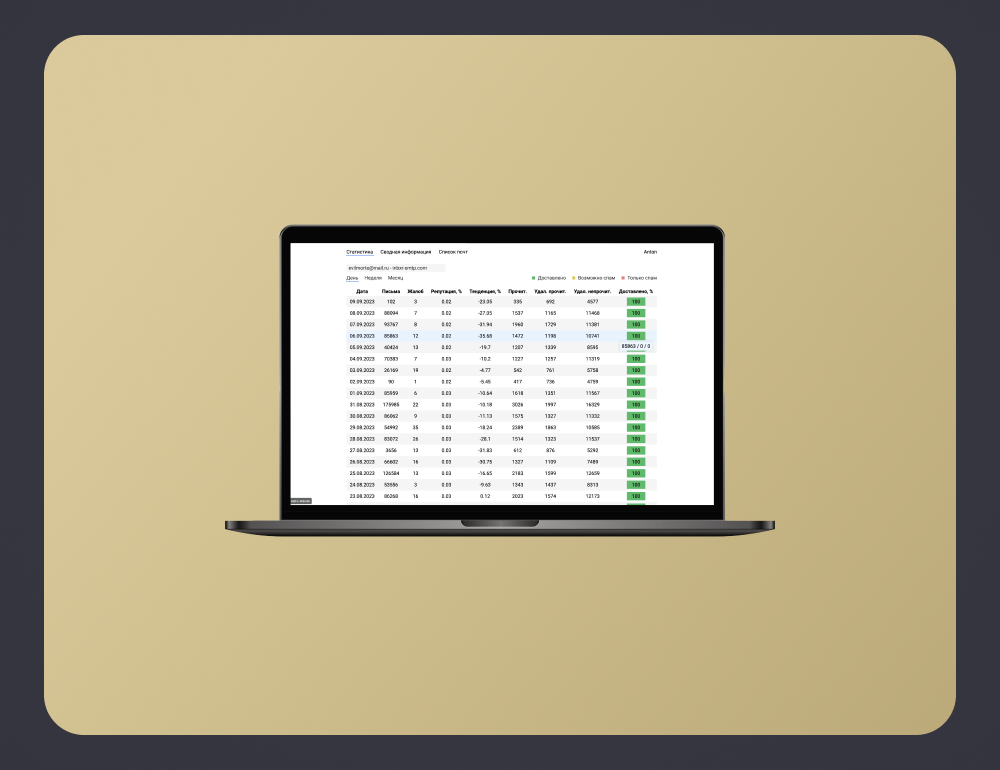 Статистика Сводная информация Список почт Anton
День Неделя Месяц Доставлено Возможно спам Только спам
Дата Письма Жалоб Репутация, % Тенденция, % Прочит. Удал. прочит. Удал. непрочит. Доставлено, %
09.09.2023 102 3 0.02 -23.05 335 692 4577 100
08.09.2023 88094 7 0.02 -27.05 1537 1165 11468 100
07.09.2023 93767 8 0.02 -31.94 1960 1729 11381 100
06.09.2023 85863 12 0.02 -35.68 1472 1198 10741 100
05.09.2023 40424 13 0.02 -19.7 1207 1339 8595 85863 / 0 / 0
04.09.2023 70383 7 0.03 -10.2 1227 1257 11319 100
03.09.2023 26169 19 0.02 -4.77 542 761 5758 100
02.09.2023 90 1 0.02 -5.45 417 736 4759 100
01.09.2023 85959 6 0.03 -10.64 1618 1351 11567 100
31.08.2023 175985 22 0.03 -10.18 3026 1997 16329 100
30.08.2023 86062 9 0.03 -11.13 1575 1327 11332 100
29.08.2023 54992 35 0.03 -18.24 2389 1863 10585 100
28.08.2023 83072 26 0.03 -28.1 1514 1323 11537 100
27.08.2023 3656 13 0.03 -31.83 612 876 5292 100
26.08.2023 66602 16 0.03 -30.75 1327 1109 7489 100
25.08.2023 126584 13 0.03 -16.65 2183 1599 12659 100
24.08.2023 53556 3 0.03 -9.63 1343 1437 8313 100
23.08.2023 86268 16 0.03 0.12 2023 1574 12173 100